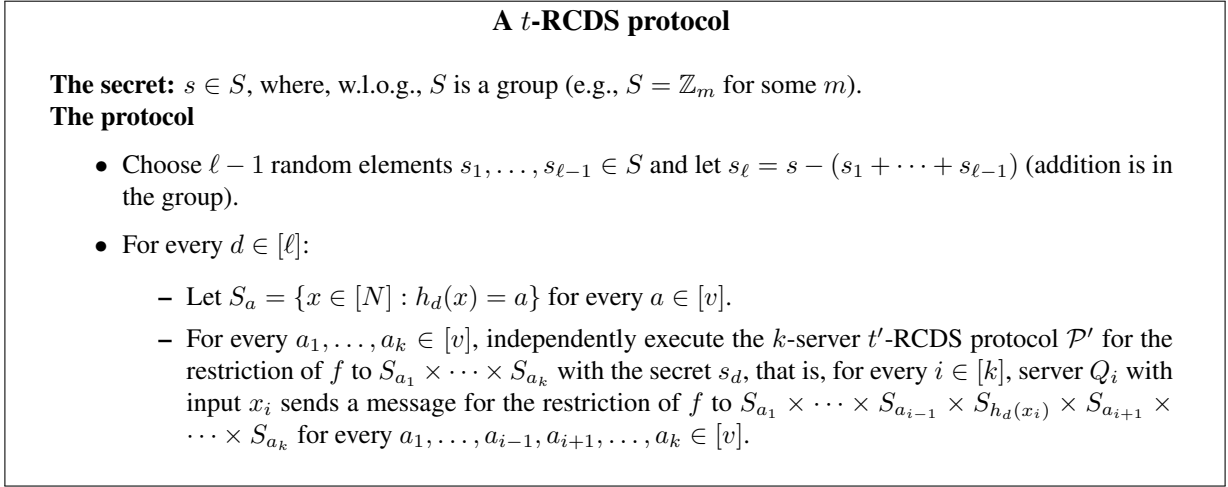 A t-RCDS protocol
The secret: s ∈ S, where, w.l.o.g., S is a group (e.g., S = ℤ_m for some m).
The protocol
• Choose ℓ − 1 random elements s_1, . . . , s_{ℓ−1} ∈ S and let s_ℓ = s − (s_1 + · · · + s_{ℓ−1}) (addition is in
the group).
• For every d ∈ [ℓ]:
– Let S_a = {x ∈ [N] : h_d(x) = a} for every a ∈ [v].
– For every a_1, . . . , a_k ∈ [v], independently execute the k-server t′-RCDS protocol 𝒫′ for the
restriction of f to S_{a_1} × · · · × S_{a_k} with the secret s_d, that is, for every i ∈ [k], server Q_i with
input x_i sends a message for the restriction of f to S_{a_1} × · · · × S_{a_{i−1}} × S_{h_d(x_i)} × S_{a_{i+1}} ×
· · · × S_{a_k} for every a_1, . . . , a_{i−1}, a_{i+1}, . . . , a_k ∈ [v].